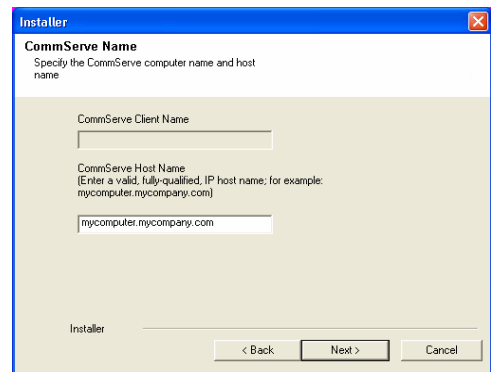 Installer
CommServe Name
Specify the CommServe computer name and host
name
CommServe Client Name
CommServe Host Name
(Enter a valid, fully-qualified, IP host name; for example:
mycomputer.mycompany.com)
mycomputer.mycompany.com
Installer
< Back Next > Cancel